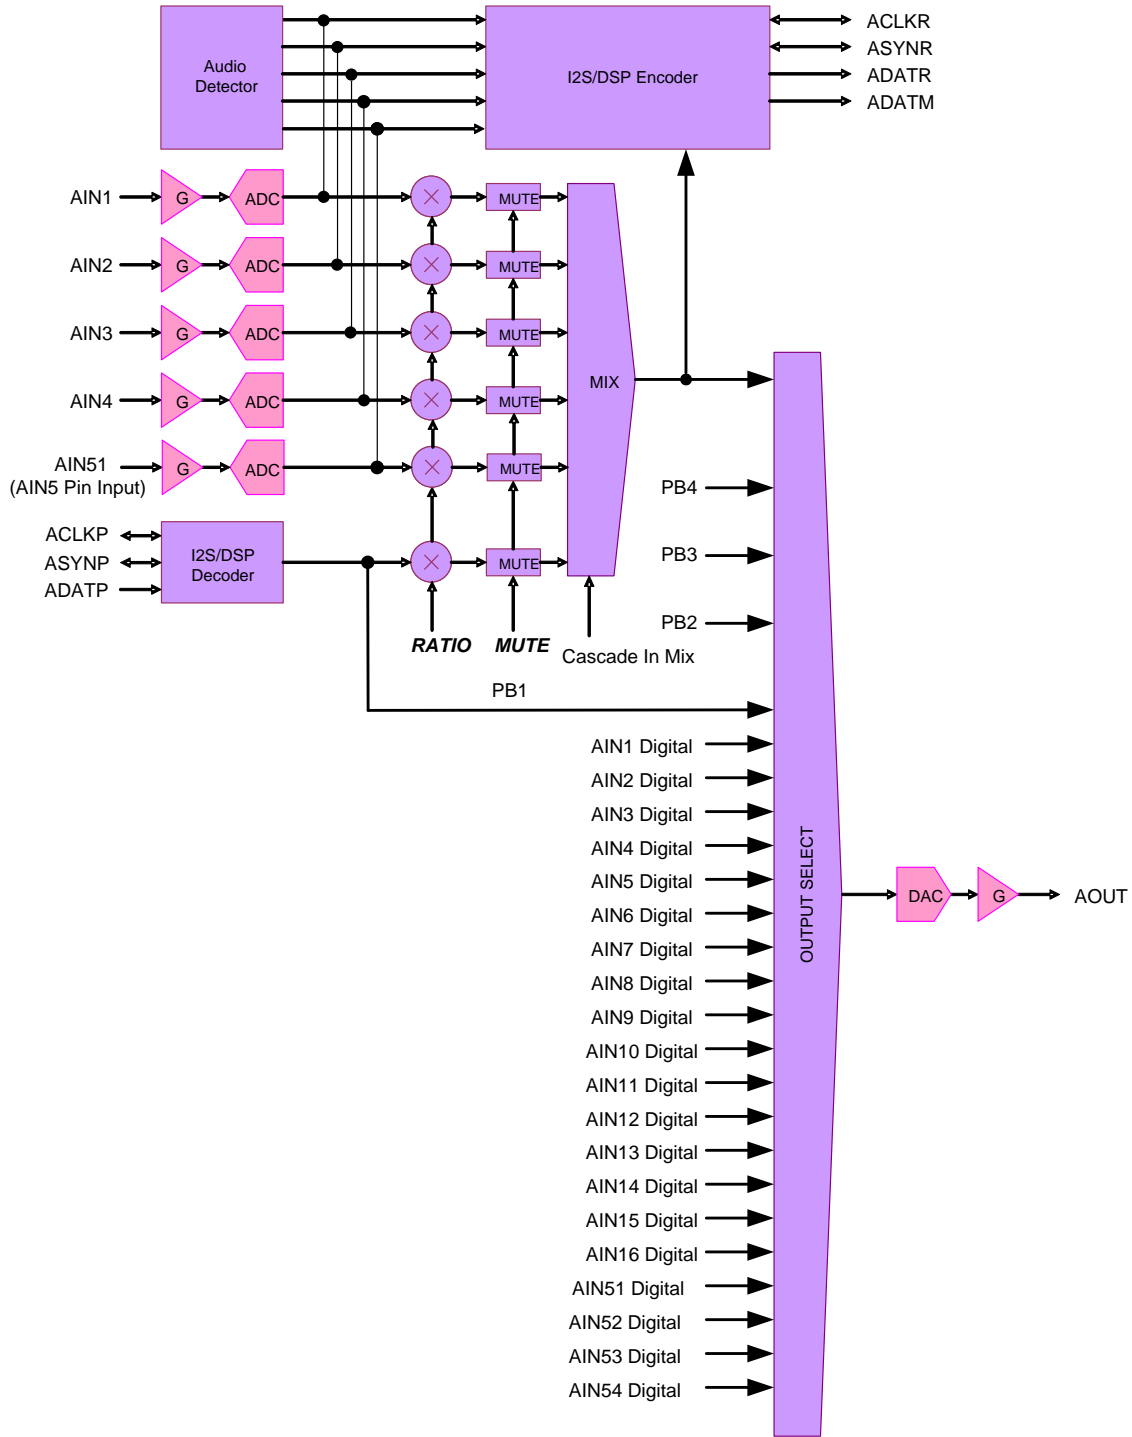 Audio
Detector
I2S/DSP Encoder
ACLKR
ASYNR
ADATR
ADATM
AIN1
G
ADC
MUTE
AIN2
G
ADC
MUTE
AIN3
G
ADC
MUTE
AIN4
G
ADC
MUTE
AIN51
(AIN5 Pin Input)
G
ADC
MUTE
MIX
ACLKP
ASYNP
ADATP
I2S/DSP
Decoder
MUTE
RATIO
MUTE
Cascade In Mix
PB4
PB3
PB2
PB1
AIN1 Digital
AIN2 Digital
AIN3 Digital
AIN4 Digital
AIN5 Digital
AIN6 Digital
AIN7 Digital
AIN8 Digital
AIN9 Digital
AIN10 Digital
AIN11 Digital
AIN12 Digital
AIN13 Digital
AIN14 Digital
AIN15 Digital
AIN16 Digital
AIN51 Digital
AIN52 Digital
AIN53 Digital
AIN54 Digital
OUTPUT SELECT
DAC
G
AOUT